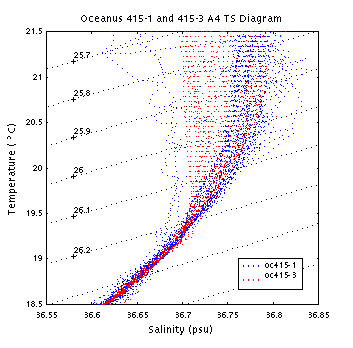 Oceanus 415-1 and 415-3 A4 TS Diagram
21.5
21
20.5
20
19.5
19
18.5
Temperature (°C)
25.7
25.8
25.9
26
26.1
26.2
oc415-1
oc415-3
36.55 36.6 36.65 36.7 36.75 36.8 36.85
Salinity (psu)